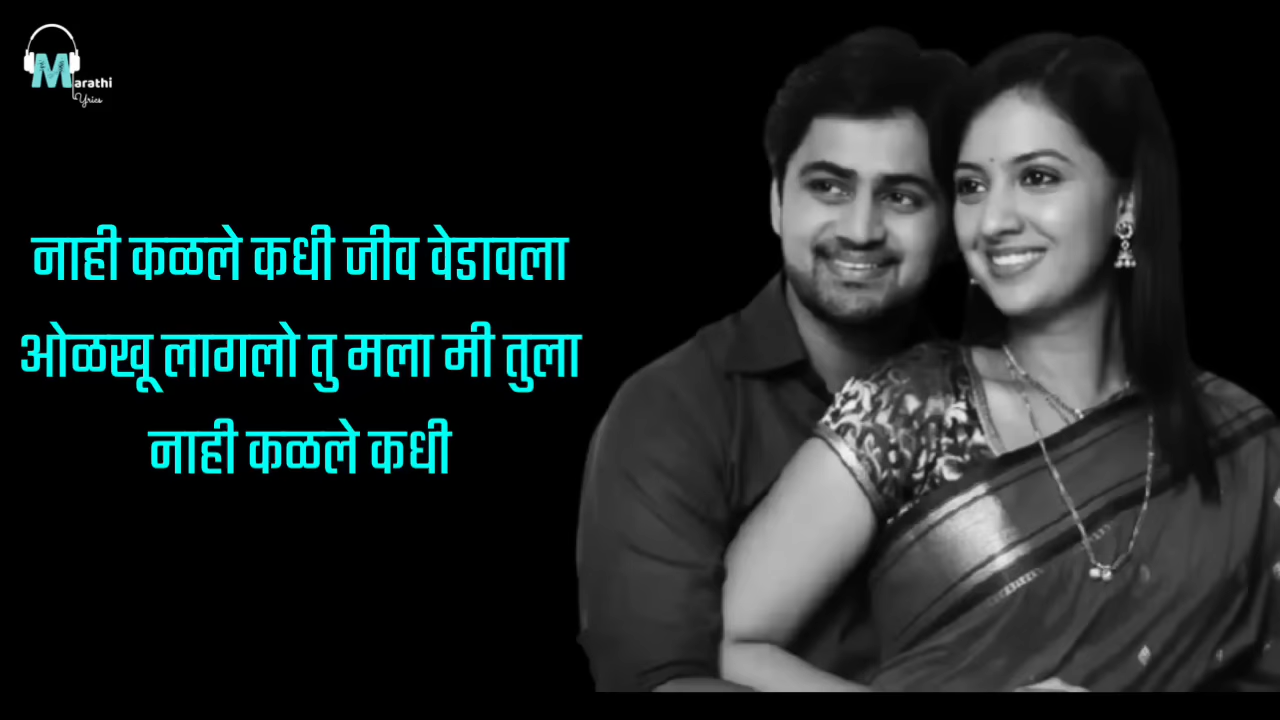 Marathi
Lyrics
नाही कळले कधी जीव वेडावला
ओळखू लागलो तु मला मी तुला
नाही कळले कधी